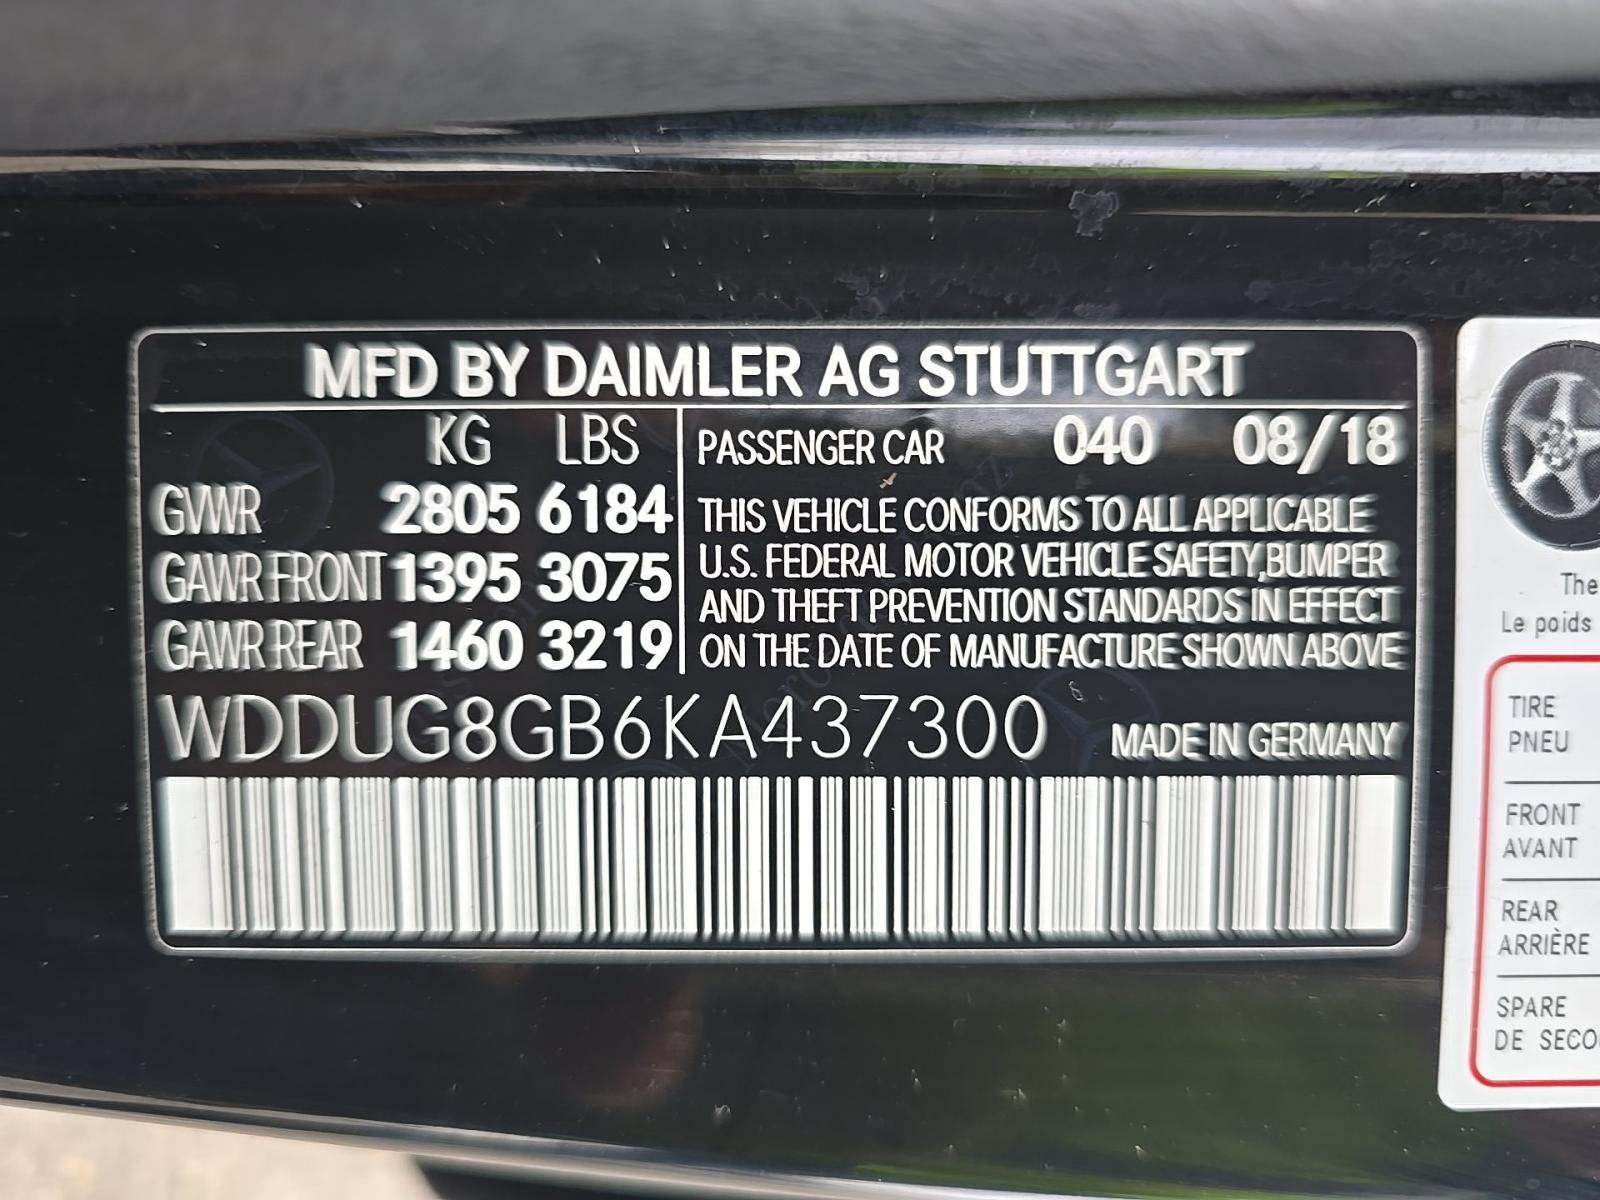 MFD BY DAIMLER AG STUTTGART
KG LBS
GVWR 2805 6184
GAWR FRONT 1395 3075
GAWR REAR 1460 3219
PASSENGER CAR 040 08/18
THIS VEHICLE CONFORMS TO ALL APPLICABLE
U.S. FEDERAL MOTOR VEHICLE SAFETY, BUMPER
AND THEFT PREVENTION STANDARDS IN EFFECT
ON THE DATE OF MANUFACTURE SHOWN ABOVE
WDDUG8GB6KA437300 MADE IN GERMANY
The
Le poids
TIRE
PNEU
FRONT
AVANT
REAR
ARRIÈRE
SPARE
DE